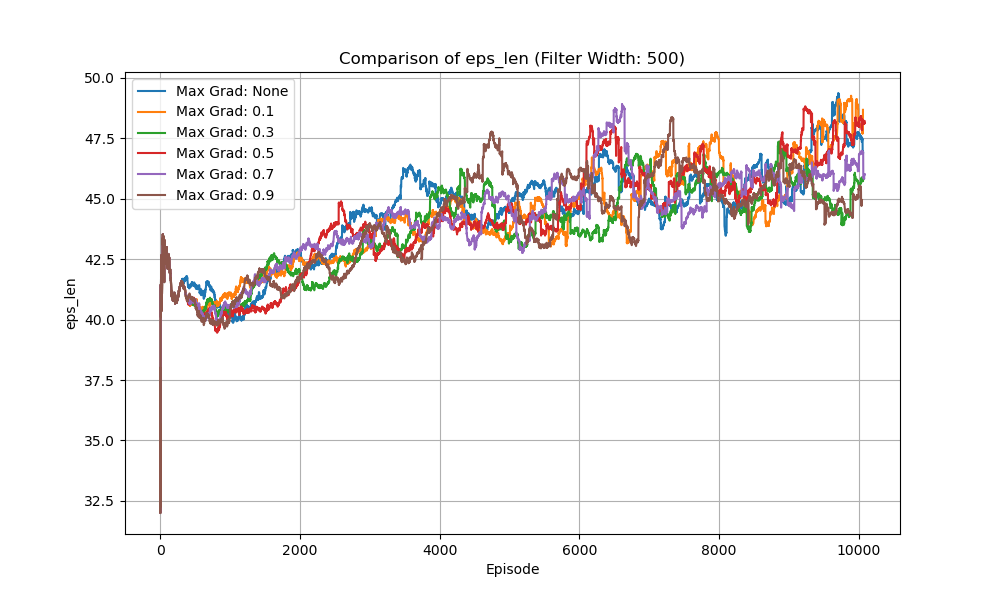 Comparison of eps_len (Filter Width: 500)
50.0
47.5
45.0
42.5
40.0
37.5
35.0
32.5
eps_len
Max Grad: None
Max Grad: 0.1
Max Grad: 0.3
Max Grad: 0.5
Max Grad: 0.7
Max Grad: 0.9
0 2000 4000 6000 8000 10000
Episode